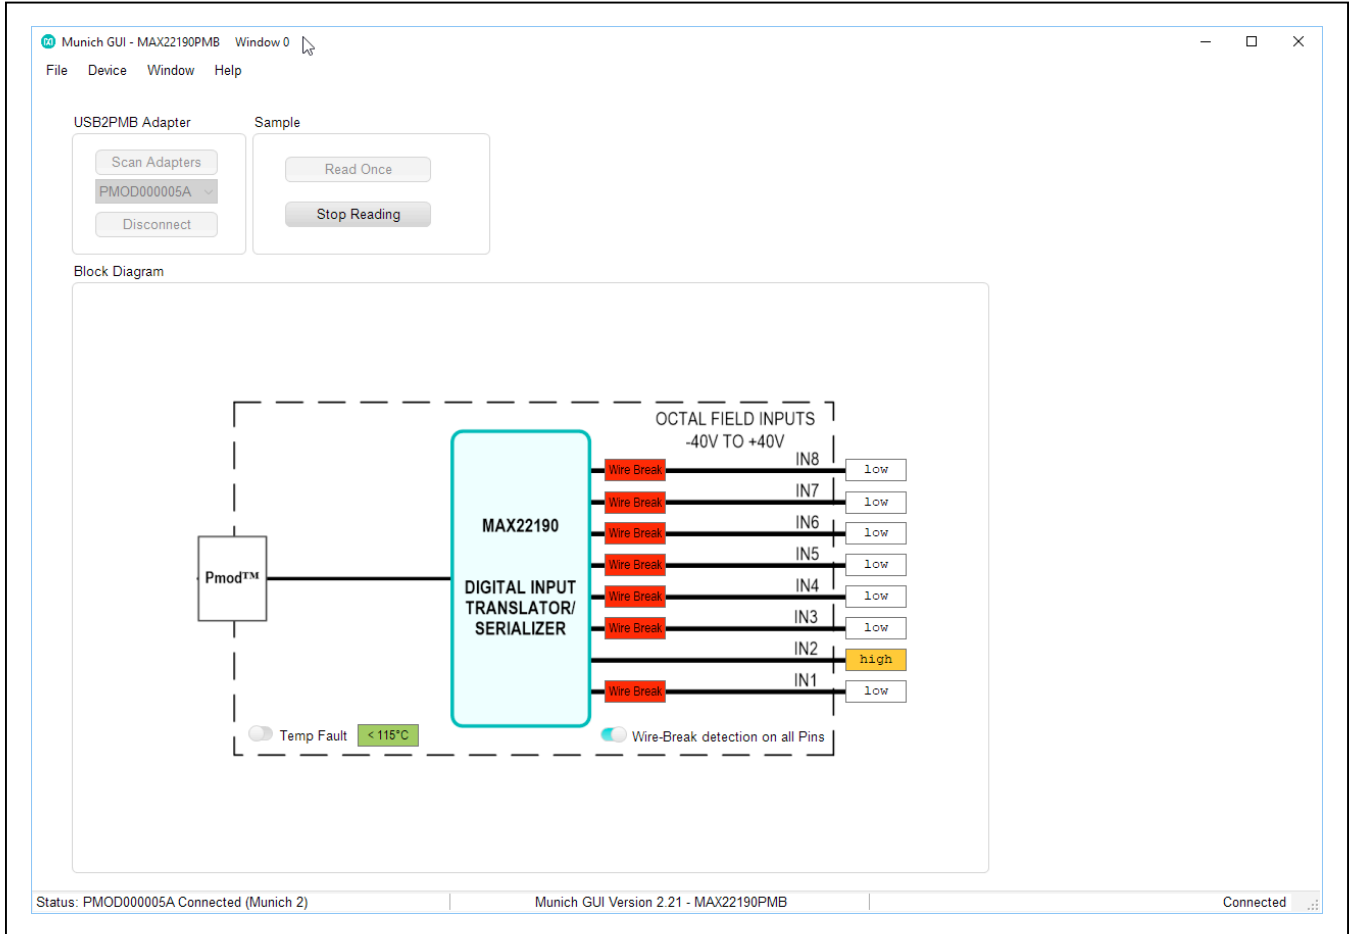 Munich GUI - MAX22190PMB Window 0
File Device Window Help
USB2PMB Adapter
Scan Adapters
PMOD000005A
Disconnect
Sample
Read Once
Stop Reading
Block Diagram
OCTAL FIELD INPUTS
-40V TO +40V
Pmod™
MAX22190
DIGITAL INPUT
TRANSLATOR/
SERIALIZER
Wire Break IN8 low
Wire Break IN7 low
Wire Break IN6 low
Wire Break IN5 low
Wire Break IN4 low
Wire Break IN3 low
IN2 high
Wire Break IN1 low
Temp Fault < 115°C
Wire-Break detection on all Pins
Status: PMOD000005A Connected (Munich 2)
Munich GUI Version 2.21 - MAX22190PMB
Connected